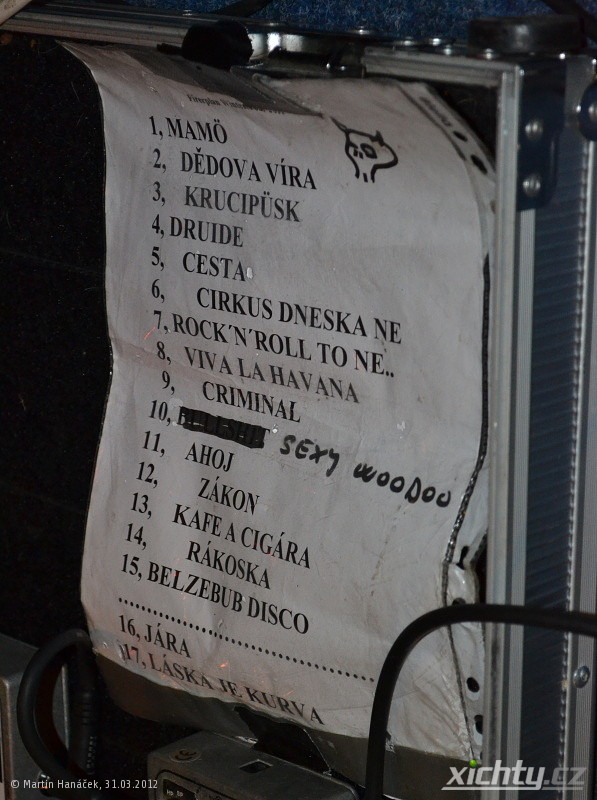 1, MAMÖ
2, DĚDOVA VÍRA
3, KRUCIPÜSK
4, DRUIDE
5, CESTA
6, CIRKUS DNESKA NE
7, ROCK´N´ROLL TO NE..
8, VIVA LA HAVANA
9, CRIMINAL
10, SEXY WOODOO
11, AHOJ
12, ZÁKON
13, KAFE A CIGÁRA
14, RÁKOSKA
15, BELZEBUB DISCO
16, JÁRA
17, LÁSKA JE KURVA
© Martin Hanáček, 31.03.2012
xichty.cz